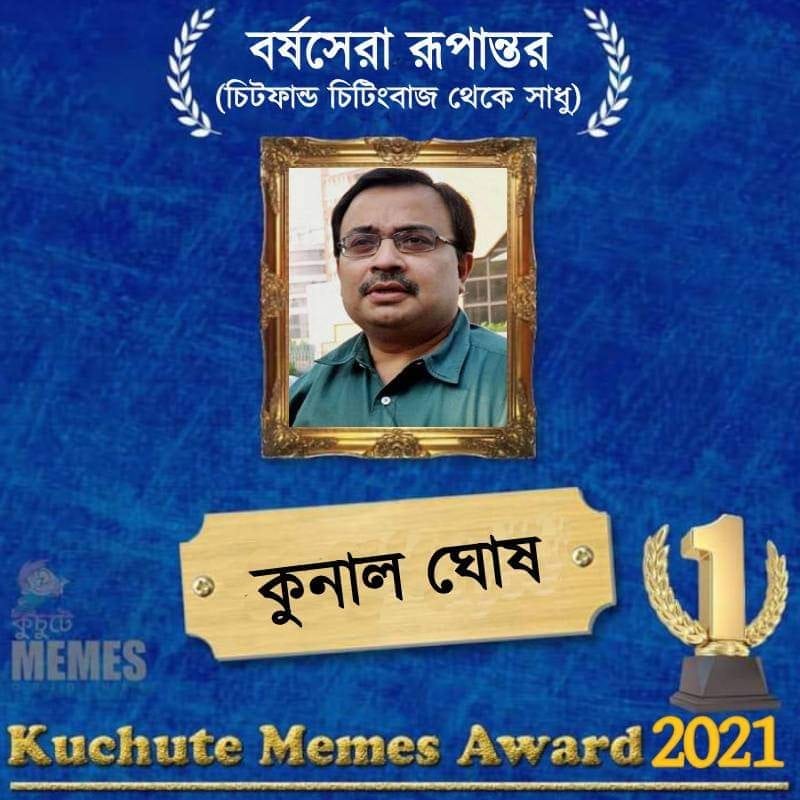 বর্ষসেরা রূপান্তর
(চিটফান্ড চিটিংবাজ থেকে সাধু)
কুনাল ঘোষ
1
কুচুটে
MEMES
Kuchute Memes Award 2021